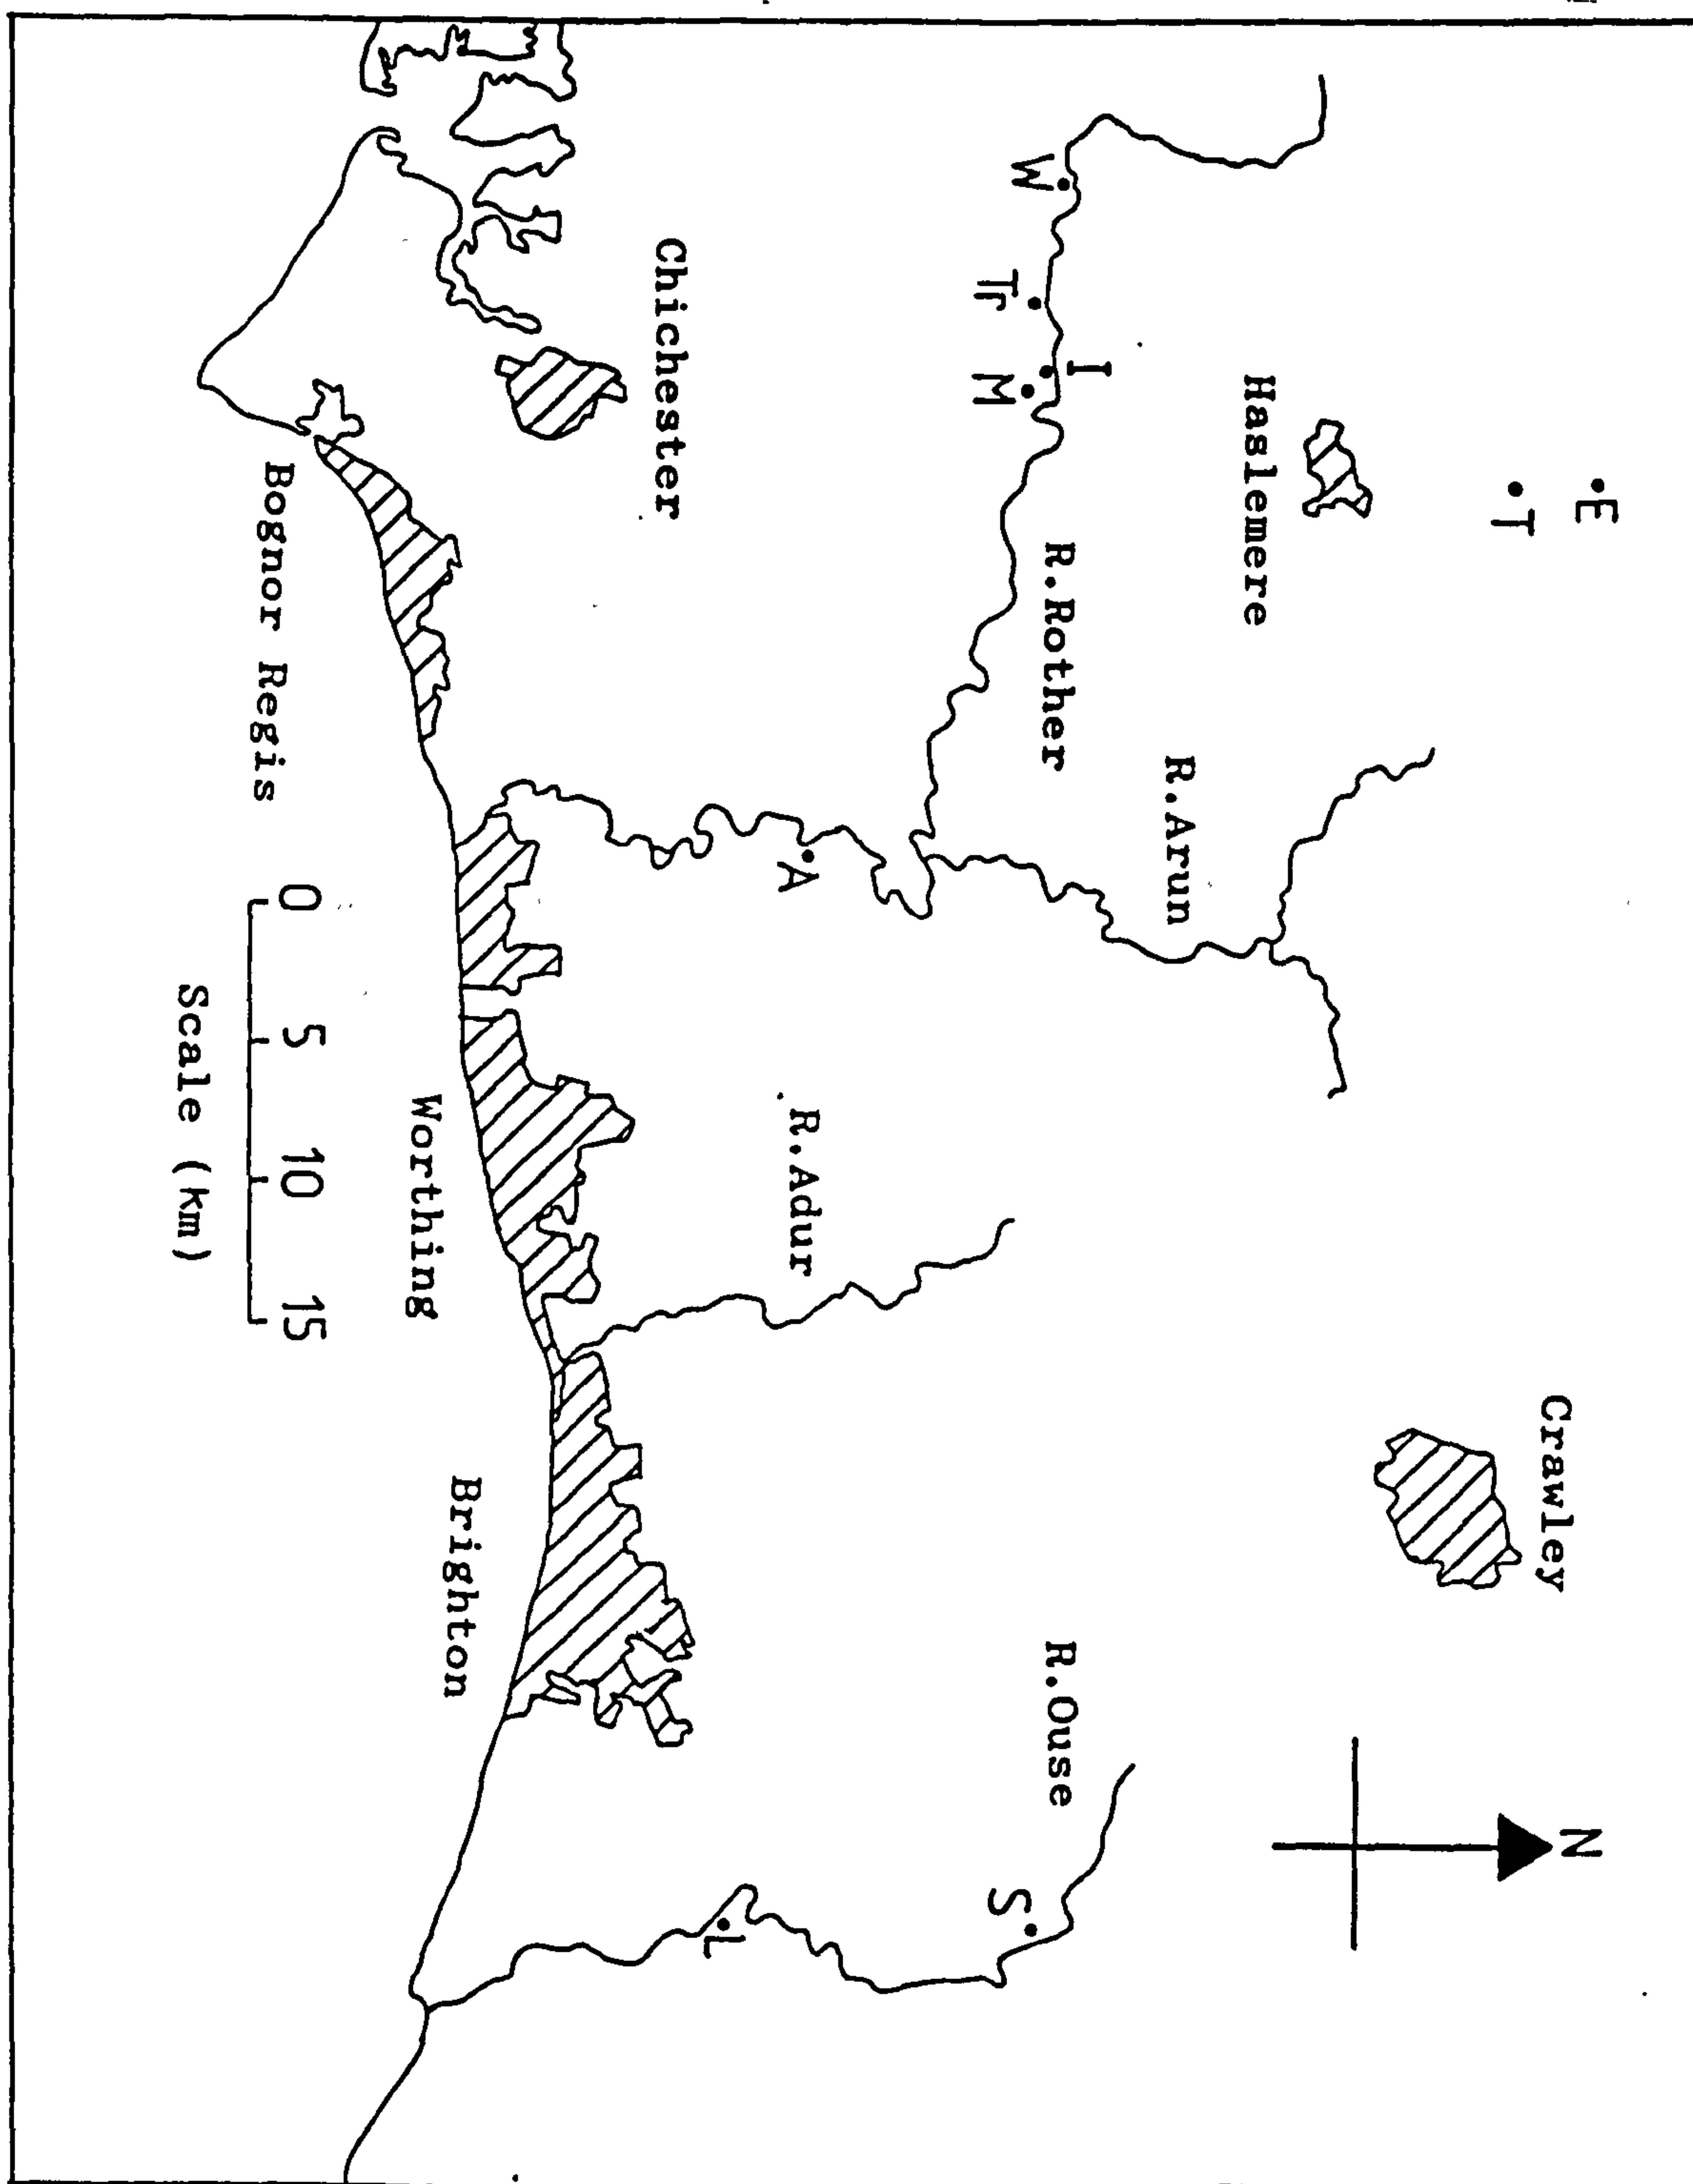 N
E
T
Crawley
Haslemere
R.Arun
R.Rother
R.Ouse
W
Tr
I
M
S
A
R.Adur
L
Chichester
Bognor Regis
Worthing
Brighton
0 5 10 15
Scale (km)